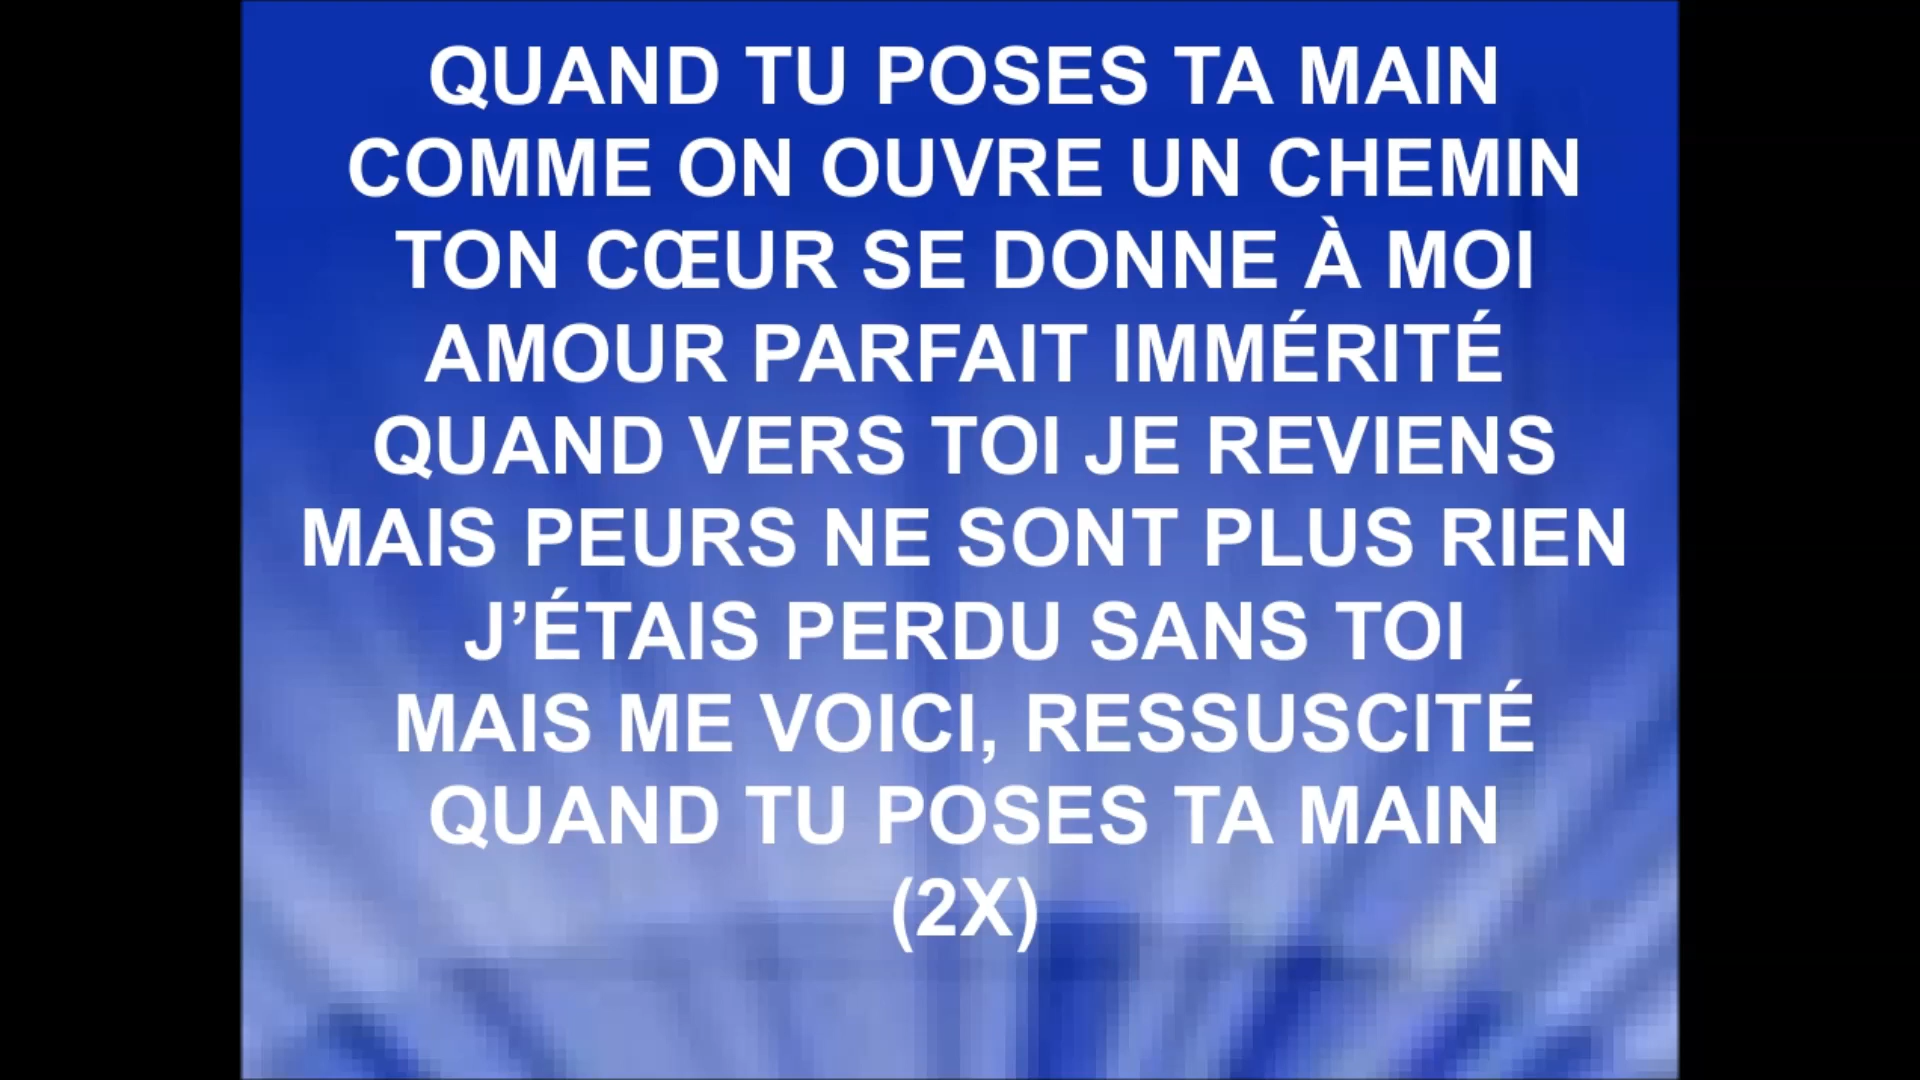 QUAND TU POSES TA MAIN
COMME ON OUVRE UN CHEMIN
TON CŒUR SE DONNE À MOI
AMOUR PARFAIT IMMÉRITÉ
QUAND VERS TOI JE REVIENS
MAIS PEURS NE SONT PLUS RIEN
J’ÉTAIS PERDU SANS TOI
MAIS ME VOICI, RESSUSCITÉ
QUAND TU POSES TA MAIN
(2X)